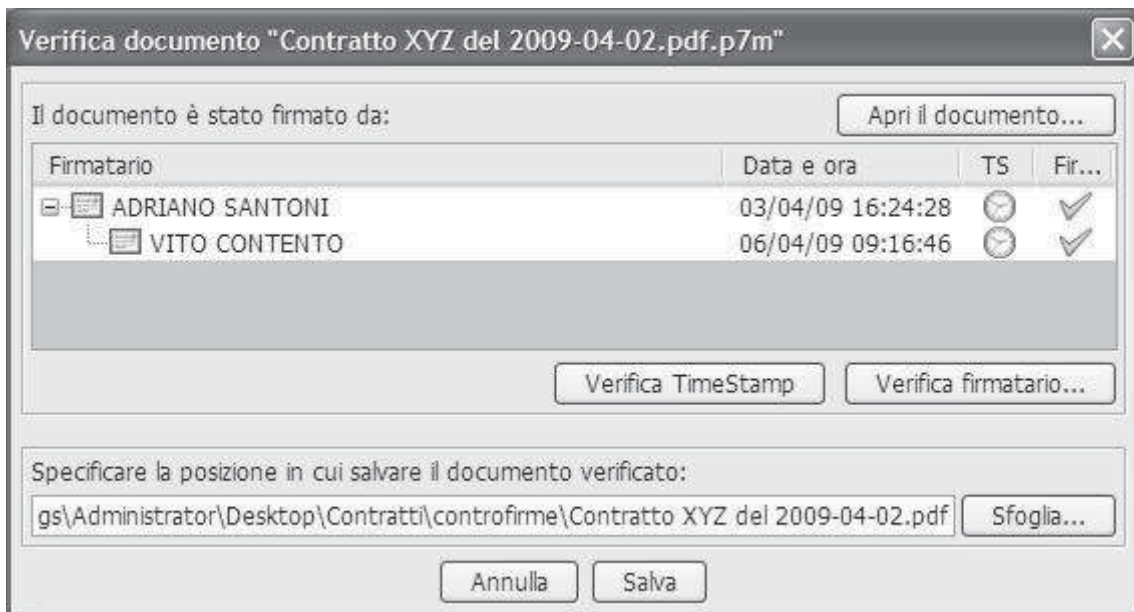 Verifica documento "Contratto XYZ del 2009-04-02.pdf.p7m"
Il documento è stato firmato da:
Apri il documento...
Firmatario Data e ora TS Fir...
ADRIANO SANTONI 03/04/09 16:24:28
VITO CONTENTO 06/04/09 09:16:46
Verifica TimeStamp Verifica firmatario...
Specificare la posizione in cui salvare il documento verificato:
gs\Administrator\Desktop\Contratti\controfirme\Contratto XYZ del 2009-04-02.pdf Sfoglia...
Annulla Salva